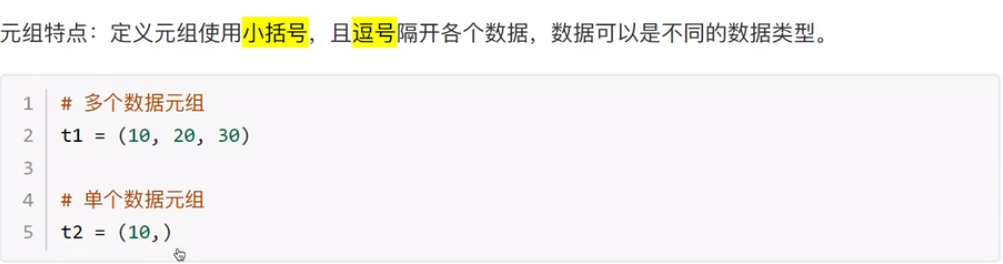 元组特点：定义元组使用小括号，且逗号隔开各个数据，数据可以是不同的数据类型。
1 # 多个数据元组
2 t1 = (10, 20, 30)
3
4 # 单个数据元组
5 t2 = (10,)